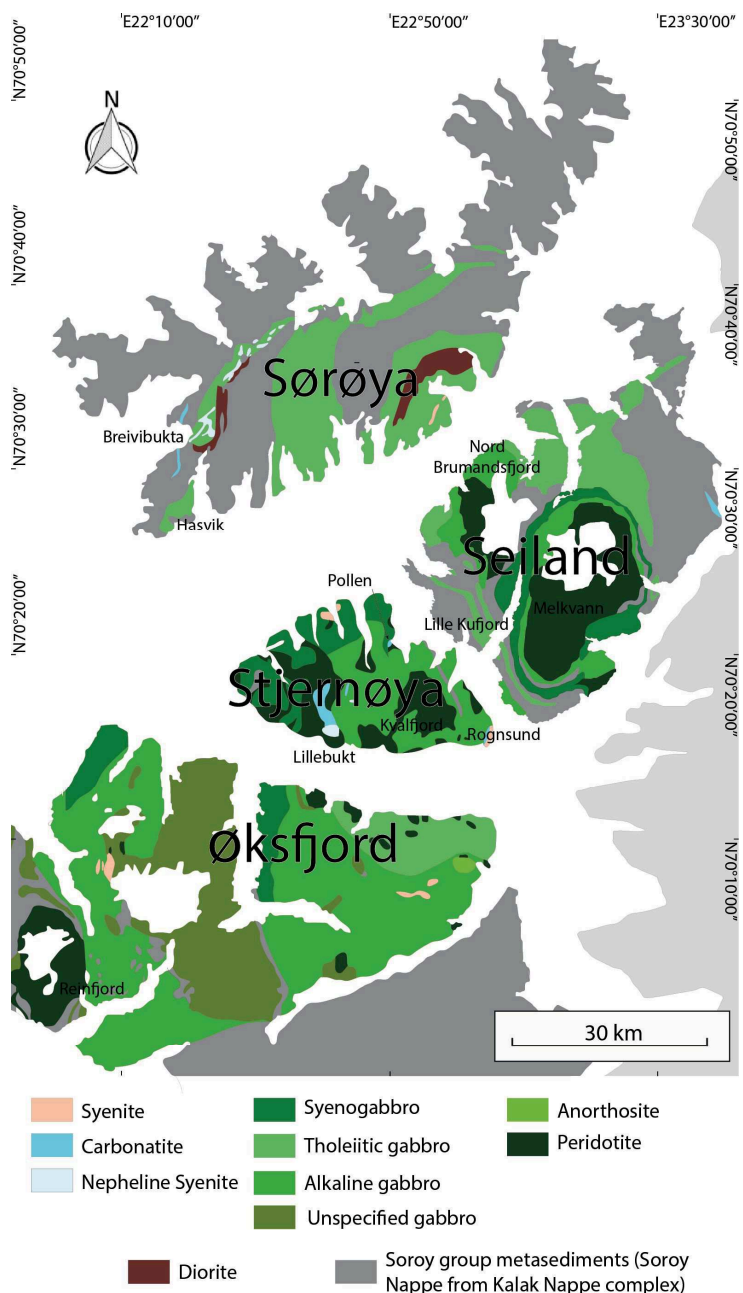 E22°10'00"
E22°50'00"
E23°30'00"
N70°50'00"
N
N70°50'00"
N70°40'00"
N70°40'00"
Sørøya
N70°30'00"
Breivibukta
Nord
Brumandsfjord
Hasvik
N70°30'00"
Seiland
Pollen
N70°20'00"
Melkvann
Lille Kufjord
Stjernøya
N70°20'00"
Kvalfjord
Rognsund
Lillebukt
Øksfjord
N70°10'00"
Reinfjord
30 km
Syenite
Syenogabbro
Anorthosite
Carbonatite
Tholeiitic gabbro
Peridotite
Nepheline Syenite
Alkaline gabbro
Unspecified gabbro
Diorite
Soroy group metasediments (Soroy
Nappe from Kalak Nappe complex)